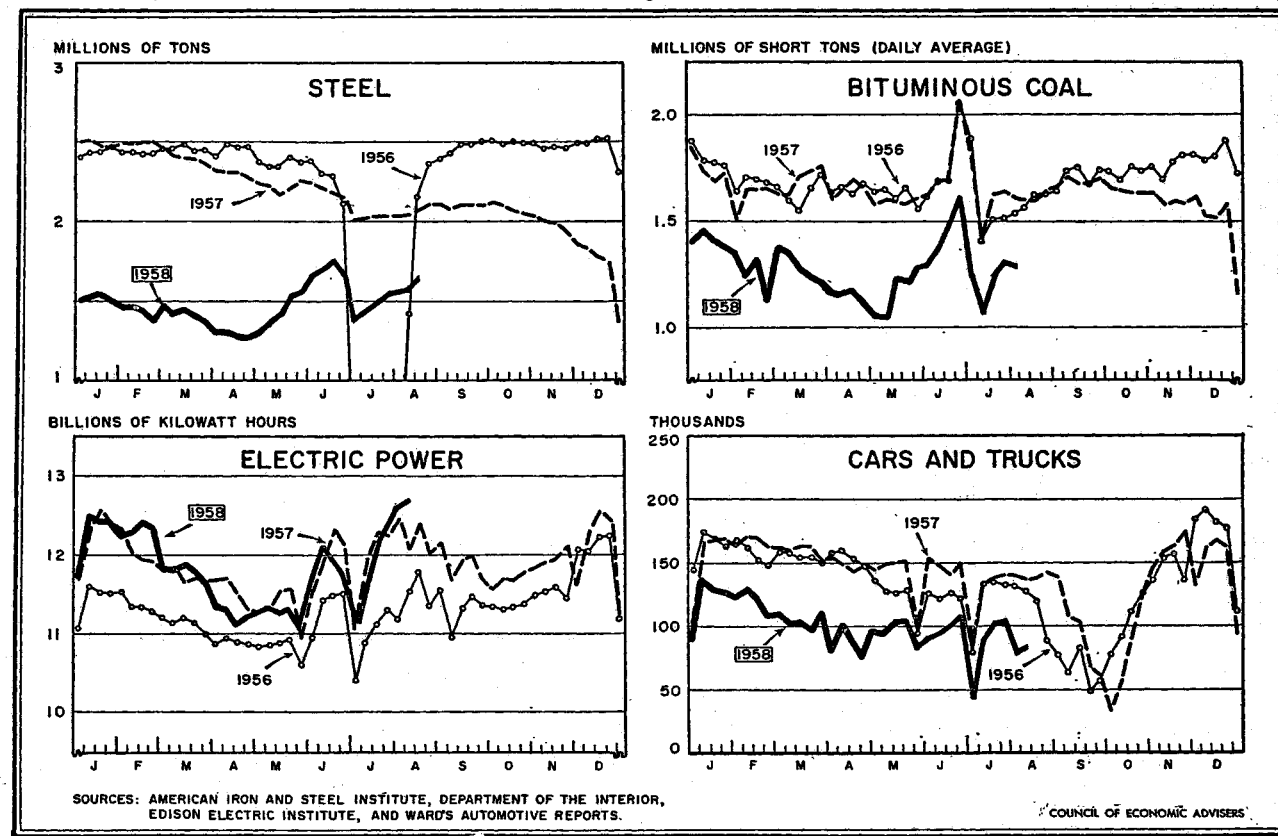 MILLIONS OF TONS
STEEL
3
2
1
1956
1957
1958
J F M A M J J A S O N D
MILLIONS OF SHORT TONS (DAILY AVERAGE)
BITUMINOUS COAL
2.0
1.5
1.0
1957
1956
1958
J F M A M J J A S O N D
BILLIONS OF KILOWATT HOURS
ELECTRIC POWER
13
12
11
10
1958
1957
1956
J F M A M J J A S O N D
THOUSANDS
CARS AND TRUCKS
250
200
150
100
50
0
1957
1958
1956
J F M A M J J A S O N D
SOURCES: AMERICAN IRON AND STEEL INSTITUTE, DEPARTMENT OF THE INTERIOR,
EDISON ELECTRIC INSTITUTE, AND WARD'S AUTOMOTIVE REPORTS.
COUNCIL OF ECONOMIC ADVISERS